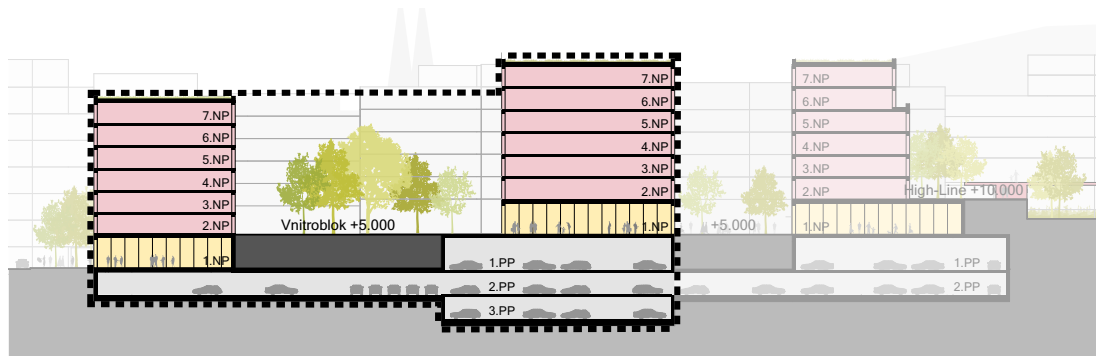 7.NP
6.NP
5.NP
4.NP
3.NP
2.NP
1.NP
Vnitroblok +5.000
7.NP
6.NP
5.NP
4.NP
3.NP
2.NP
1.NP
1.PP
2.PP
3.PP
+5.000
7.NP
6.NP
5.NP
4.NP
3.NP
2.NP
1.NP
High-Line +10,000
1.PP
2.PP